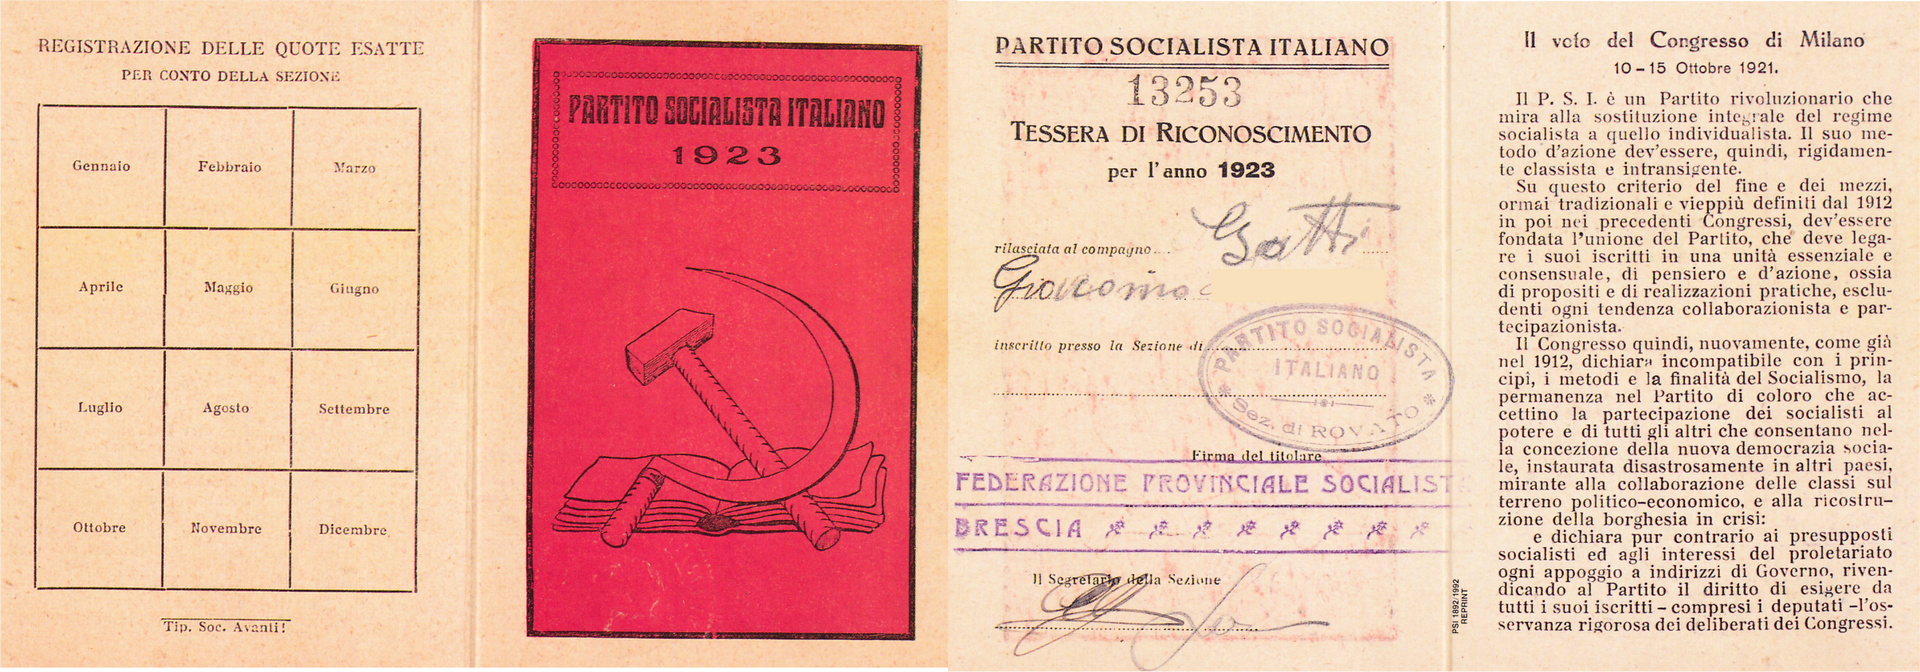 REGISTRAZIONE DELLE QUOTE ESATTE
PER CONTO DELLA SEZIONE
Gennaio Febbraio Marzo
Aprile Maggio Giugno
Luglio Agosto Settembre
Ottobre Novembre Dicembre
Tip. Soc. Avanti!
PARTITO SOCIALISTA ITALIANO
1923
PARTITO SOCIALISTA ITALIANO
13253
TESSERA DI RICONOSCIMENTO
per l'anno 1923
rilasciata al compagno Gatti
Giacomo
inscritto presso la Sezione di
PARTITO SOCIALISTA
ITALIANO
Sez. di ROVATO
Firma del titolare
FEDERAZIONE PROVINCIALE SOCIALIST
BRESCIA
Il Segretario della Sezione
PSI 1892/1992
REPRINT
Il voto del Congresso di Milano
10-15 Ottobre 1921.
Il P. S. I. è un Partito rivoluzionario che
mira alla sostituzione integrale del regime
socialista a quello individualista. Il suo me-
todo d'azione dev'essere, quindi, rigidamen-
te classista e intransigente.
Su questo criterio del fine e dei mezzi,
ormai tradizionali e vieppiù definiti dal 1912
in poi nei precedenti Congressi, dev'essere
fondata l'unione del Partito, che deve lega-
re i suoi iscritti in una unità essenziale e
consensuale, di pensiero e d'azione, ossia
di propositi e di realizzazioni pratiche, esclu-
denti ogni tendenza collaborazionista e par-
tecipazionista.
Il Congresso quindi, nuovamente, come già
nel 1912, dichiara incompatibile con i prin-
cipi, i metodi e la finalità del Socialismo, la
permanenza nel Partito di coloro che ac-
cettino la partecipazione dei socialisti al
potere e di tutti gli altri che consentano nel-
la concezione della nuova democrazia socia-
le, instaurata disastrosamente in altri paesi,
mirante alla collaborazione delle classi sul
terreno politico-economico, e alla ricostru-
zione della borghesia in crisi:
e dichiara pur contrario ai presupposti
socialisti ed agli interessi del proletariato
ogni appoggio a indirizzi di Governo, riven-
dicando al Partito il diritto di esigere da
tutti i suoi iscritti - compresi i deputati - l'os-
servanza rigorosa dei deliberati dei Congressi.